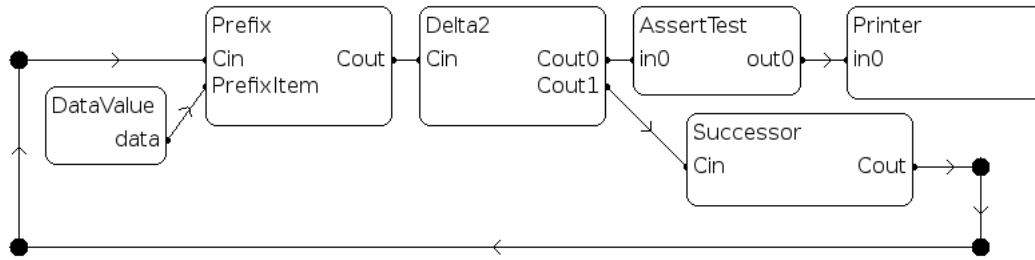 Prefix
Cin Cout
PrefixItem
DataValue
data
Delta2
Cin Cout0
Cout1
AssertTest
in0 out0
Printer
in0
Successor
Cin Cout